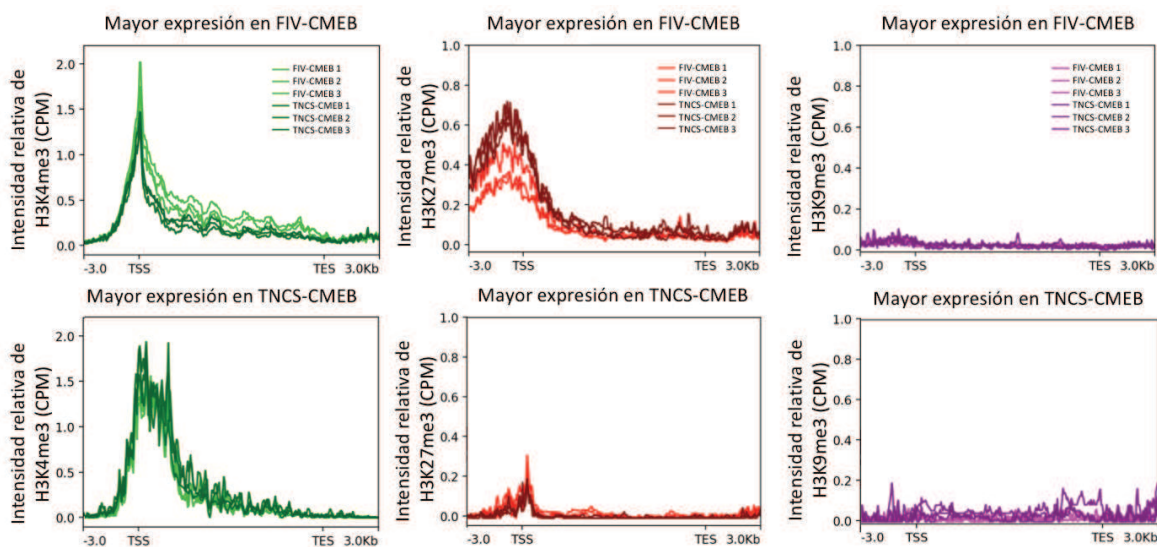 Mayor expresión en FIV-CMEB
Intensidad relativa de
H3K4me3 (CPM)
2.0
1.5
1.0
0.5
0.0
FIV-CMEB 1
FIV-CMEB 2
FIV-CMEB 3
TNCS-CMEB 1
TNCS-CMEB 2
TNCS-CMEB 3
-3.0 TSS TES 3.0Kb
Mayor expresión en FIV-CMEB
Intensidad relativa de
H3K27me3 (CPM)
1.0
0.8
0.6
0.4
0.2
0.0
FIV-CMEB 1
FIV-CMEB 2
FIV-CMEB 3
TNCS-CMEB 1
TNCS-CMEB 2
TNCS-CMEB 3
-3.0 TSS TES 3.0Kb
Mayor expresión en FIV-CMEB
Intensidad relativa de
H3K9me3 (CPM)
1.0
0.8
0.6
0.4
0.2
0.0
FIV-CMEB 1
FIV-CMEB 2
FIV-CMEB 3
TNCS-CMEB 1
TNCS-CMEB 2
TNCS-CMEB 3
-3.0 TSS TES 3.0Kb
Mayor expresión en TNCS-CMEB
Intensidad relativa de
H3K4me3 (CPM)
2.0
1.5
1.0
0.5
0.0
-3.0 TSS TES 3.0Kb
Mayor expresión en TNCS-CMEB
Intensidad relativa de
H3K27me3 (CPM)
1.0
0.8
0.6
0.4
0.2
0.0
-3.0 TSS TES 3.0Kb
Mayor expresión en TNCS-CMEB
Intensidad relativa de
H3K9me3 (CPM)
1.0
0.8
0.6
0.4
0.2
0.0
-3.0 TSS TES 3.0Kb